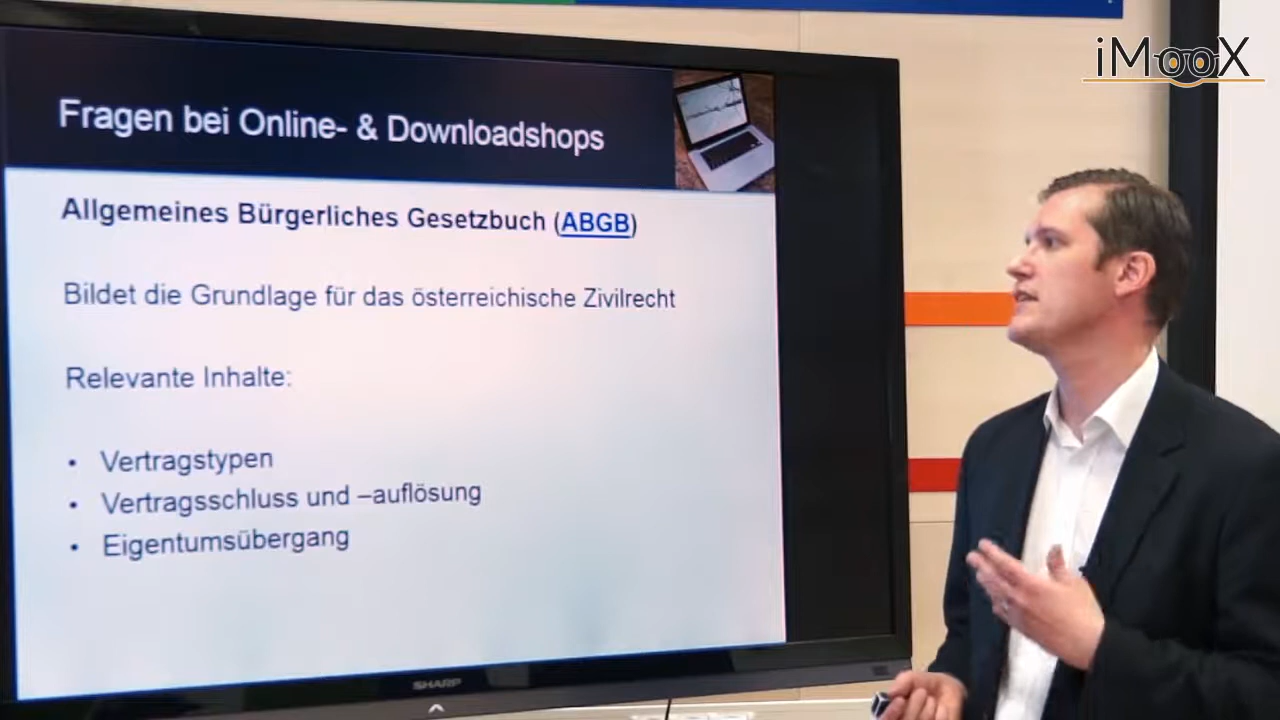 iMooX
Fragen bei Online- & Downloadshops
Allgemeines Bürgerliches Gesetzbuch (ABGB)
Bildet die Grundlage für das österreichische Zivilrecht
Relevante Inhalte:
• Vertragstypen
• Vertragsschluss und –auflösung
• Eigentumsübergang
SHARP